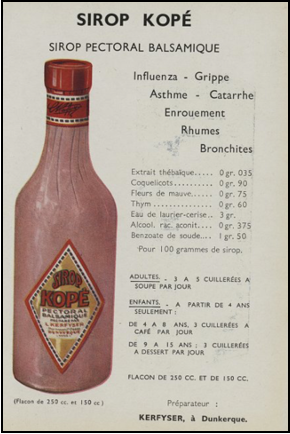 SIROP KOPÉ
SIROP PECTORAL BALSAMIQUE
Influenza - Grippe
Asthme - Catarrhe
Enrouement
Rhumes
Bronchites
Extrait thébaïque..... 0 gr. 035
Coquelicots.......... 0 gr. 90
Fleurs de mauve...... 0 gr. 75
Thym................ 0 gr. 60
Eau de laurier-cerise.. 3 gr.
Alcool. rac. aconit.... 0 gr. 375
Benzoate de soude.... 1 gr. 50
Pour 100 grammes de sirop.
ADULTES. - 3 A 5 CUILLERÉES A
SOUPE PAR JOUR
ENFANTS. - A PARTIR DE 4 ANS
SEULEMENT :
DE 4 A 8 ANS, 3 CUILLERÉES A
CAFÉ PAR JOUR
DE 9 A 15 ANS ; 3 CUILLERÉES
A DESSERT PAR JOUR
FLACON DE 250 CC. ET DE 150 CC.
Préparateur :
KERFYSER, à Dunkerque.
SIROP
KOPÉ
PECTORAL
BALSAMIQUE
L. KERFYSER
DUNKERQUE
(Flacon de 250 cc. et 150 cc)